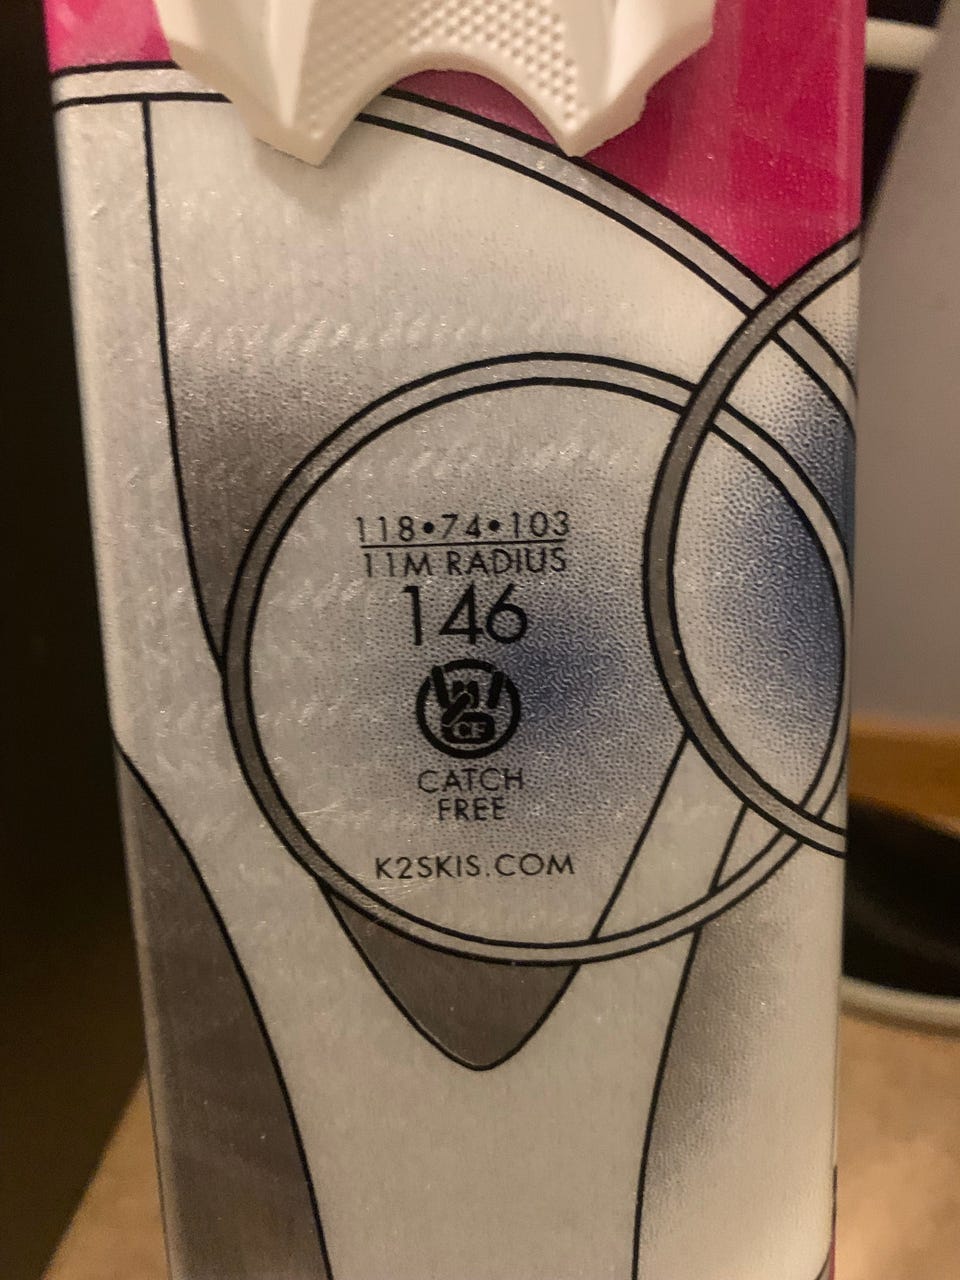 118•74•103
11M RADIUS
146
CF
CATCH
FREE
K2SKIS.COM